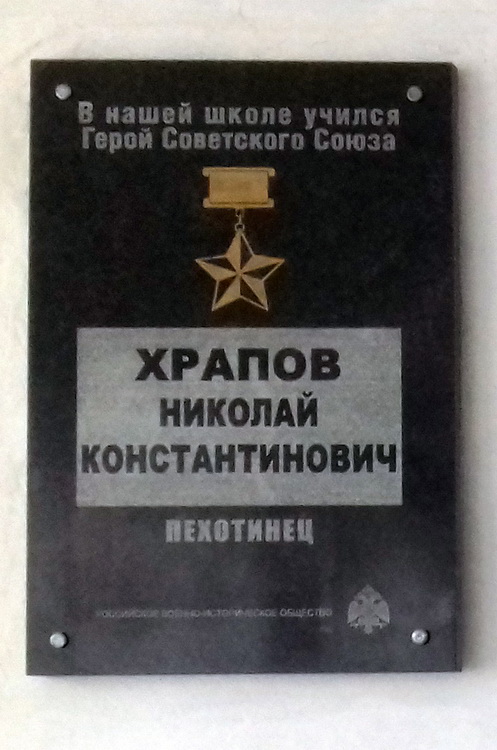 В нашей школе учился
Герой Советского Союза
ХРАПОВ
НИКОЛАЙ
КОНСТАНТИНОВИЧ
ПЕХОТИНЕЦ
РОССИЙСКОЕ ВОЕННО-ИСТОРИЧЕСКОЕ ОБЩЕСТВО